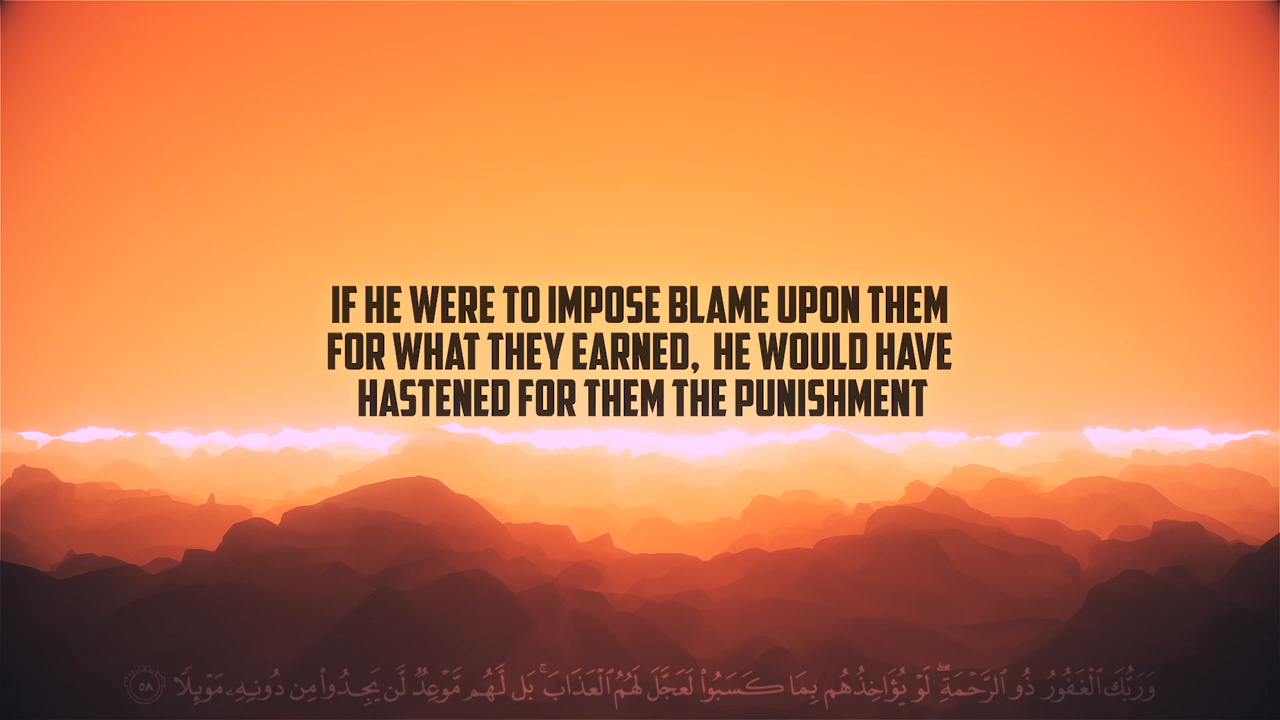 IF HE WERE TO IMPOSE BLAME UPON THEM
FOR WHAT THEY EARNED, HE WOULD HAVE
HASTENED FOR THEM THE PUNISHMENT
وَرَبُّكَ ٱلْغَفُورُ ذُو ٱلرَّحْمَةِ ۖ لَوْ يُؤَاخِذُهُم بِمَا كَسَبُوا۟ لَعَجَّلَ لَهُمُ ٱلْعَذَابَ ۚ بَل لَّهُم مَّوْعِدٌ لَّن يَجِدُوا۟ مِن دُونِهِۦ مَوْئِلًا ٥٨